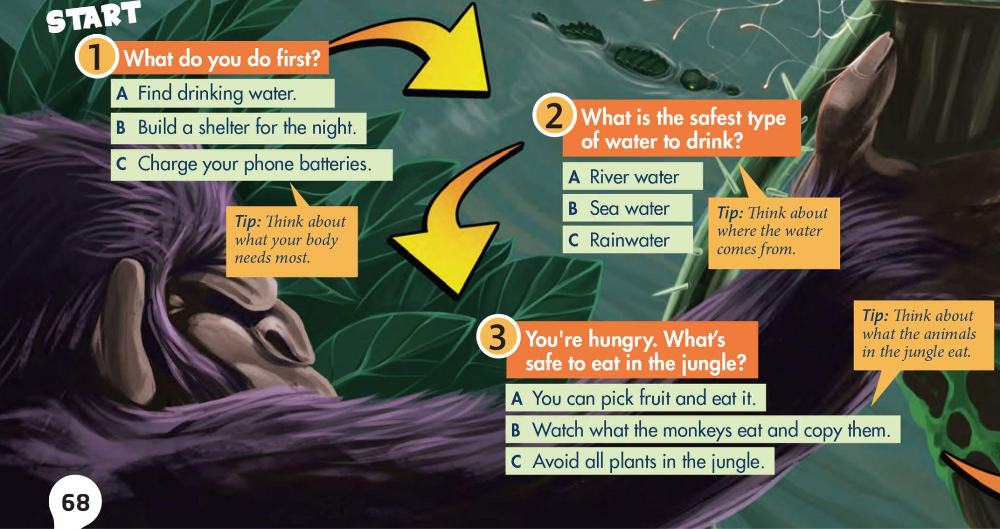 START
1 What do you do first?
A Find drinking water.
B Build a shelter for the night.
C Charge your phone batteries.
Tip: Think about
what your body
needs most.
2 What is the safest type
of water to drink?
A River water
B Sea water
C Rainwater
Tip: Think about
where the water
comes from.
3 You're hungry. What's
safe to eat in the jungle?
A You can pick fruit and eat it.
B Watch what the monkeys eat and copy them.
C Avoid all plants in the jungle.
Tip: Think about
what the animals
in the jungle eat.
68